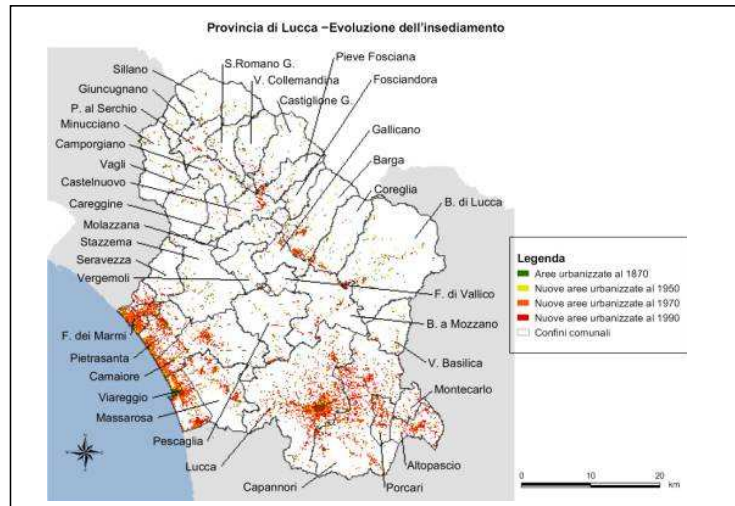 Provincia di Lucca –Evoluzione dell'insediamento
Sillano
Giuncugnano
P. al Serchio
Minucciano
Camporgiano
Vagli
Castelnuovo
Careggine
Molazzana
Stazzema
Seravezza
Vergemoli
F. dei Marmi
Pietrasanta
Camaiore
Viareggio
Massarosa
Pescaglia
Lucca
Capannori
S.Romano G.
V. Collemandina
Castiglione G.
Pieve Fosciana
Fosciandora
Gallicano
Barga
Coreglia
B. di Lucca
F. di Vallico
B. a Mozzano
V. Basilica
Montecarlo
Altopascio
Porcari
Legenda
Aree urbanizzate al 1870
Nuove aree urbanizzate al 1950
Nuove aree urbanizzate al 1970
Nuove aree urbanizzate al 1990
Confini comunali
0 10 20
km